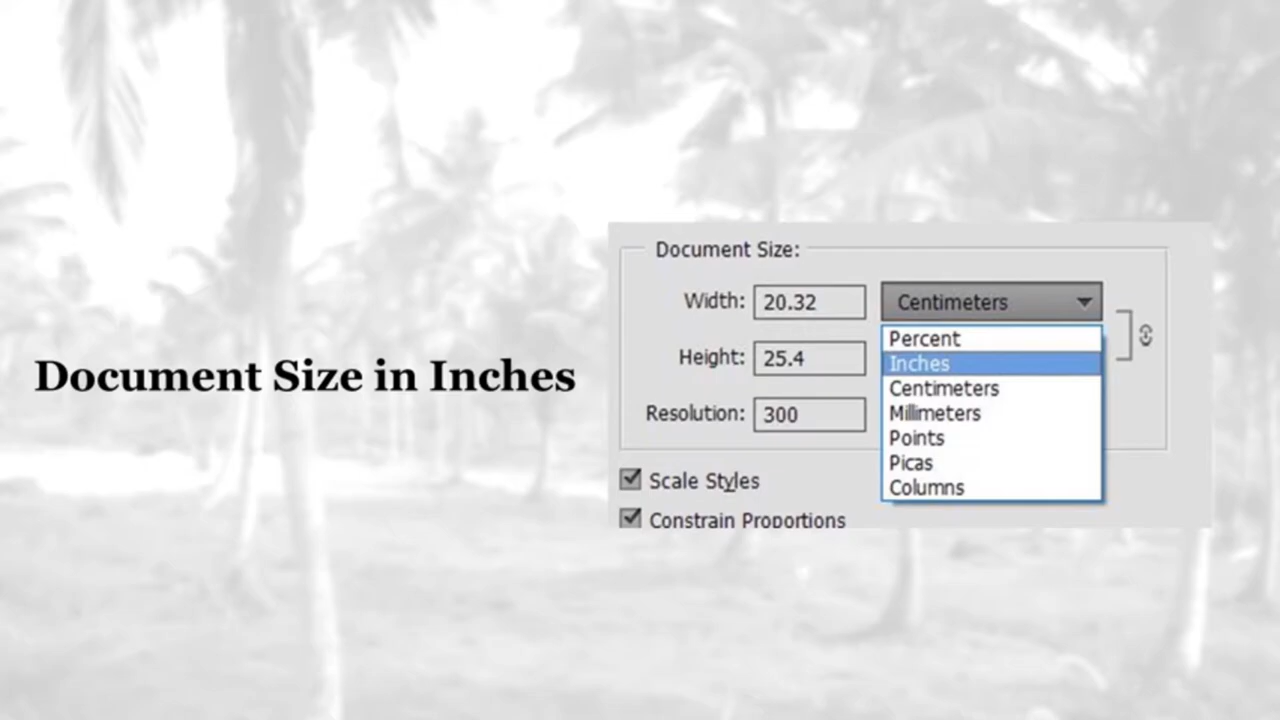 Document Size in Inches
Document Size:
Width: 20.32 Centimeters
Percent
Height: 25.4
Inches
Centimeters
Resolution: 300
Millimeters
Points
Picas
Columns
Scale Styles
Constrain Proportions